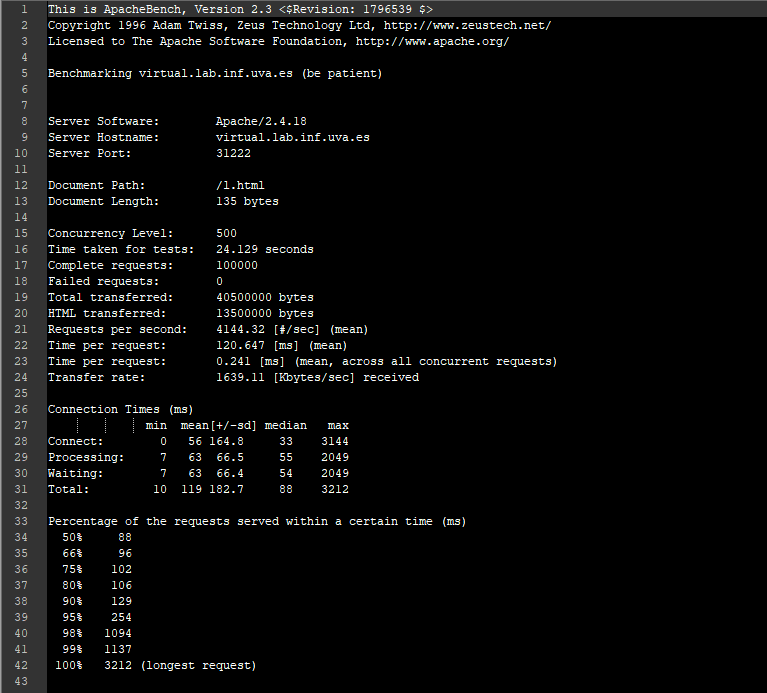 1 This is ApacheBench, Version 2.3 <$Revision: 1796539 $>
2 Copyright 1996 Adam Twiss, Zeus Technology Ltd, http://www.zeustech.net/
3 Licensed to The Apache Software Foundation, http://www.apache.org/
4
5 Benchmarking virtual.lab.inf.uva.es (be patient)
6
7
8 Server Software:        Apache/2.4.18
9 Server Hostname:        virtual.lab.inf.uva.es
10 Server Port:            31222
11
12 Document Path:          /1.html
13 Document Length:        135 bytes
14
15 Concurrency Level:      500
16 Time taken for tests:   24.129 seconds
17 Complete requests:      100000
18 Failed requests:        0
19 Total transferred:      40500000 bytes
20 HTML transferred:       13500000 bytes
21 Requests per second:    4144.32 [#/sec] (mean)
22 Time per request:       120.647 [ms] (mean)
23 Time per request:       0.241 [ms] (mean, across all concurrent requests)
24 Transfer rate:          1639.11 [Kbytes/sec] received
25
26 Connection Times (ms)
27               min  mean[+/-sd] median   max
28 Connect:        0   56 164.8     33    3144
29 Processing:     7   63  66.5     55    2049
30 Waiting:        7   63  66.4     54    2049
31 Total:         10  119 182.7     88    3212
32
33 Percentage of the requests served within a certain time (ms)
34   50%     88
35   66%     96
36   75%    102
37   80%    106
38   90%    129
39   95%    254
40   98%   1094
41   99%   1137
42  100%   3212 (longest request)
43